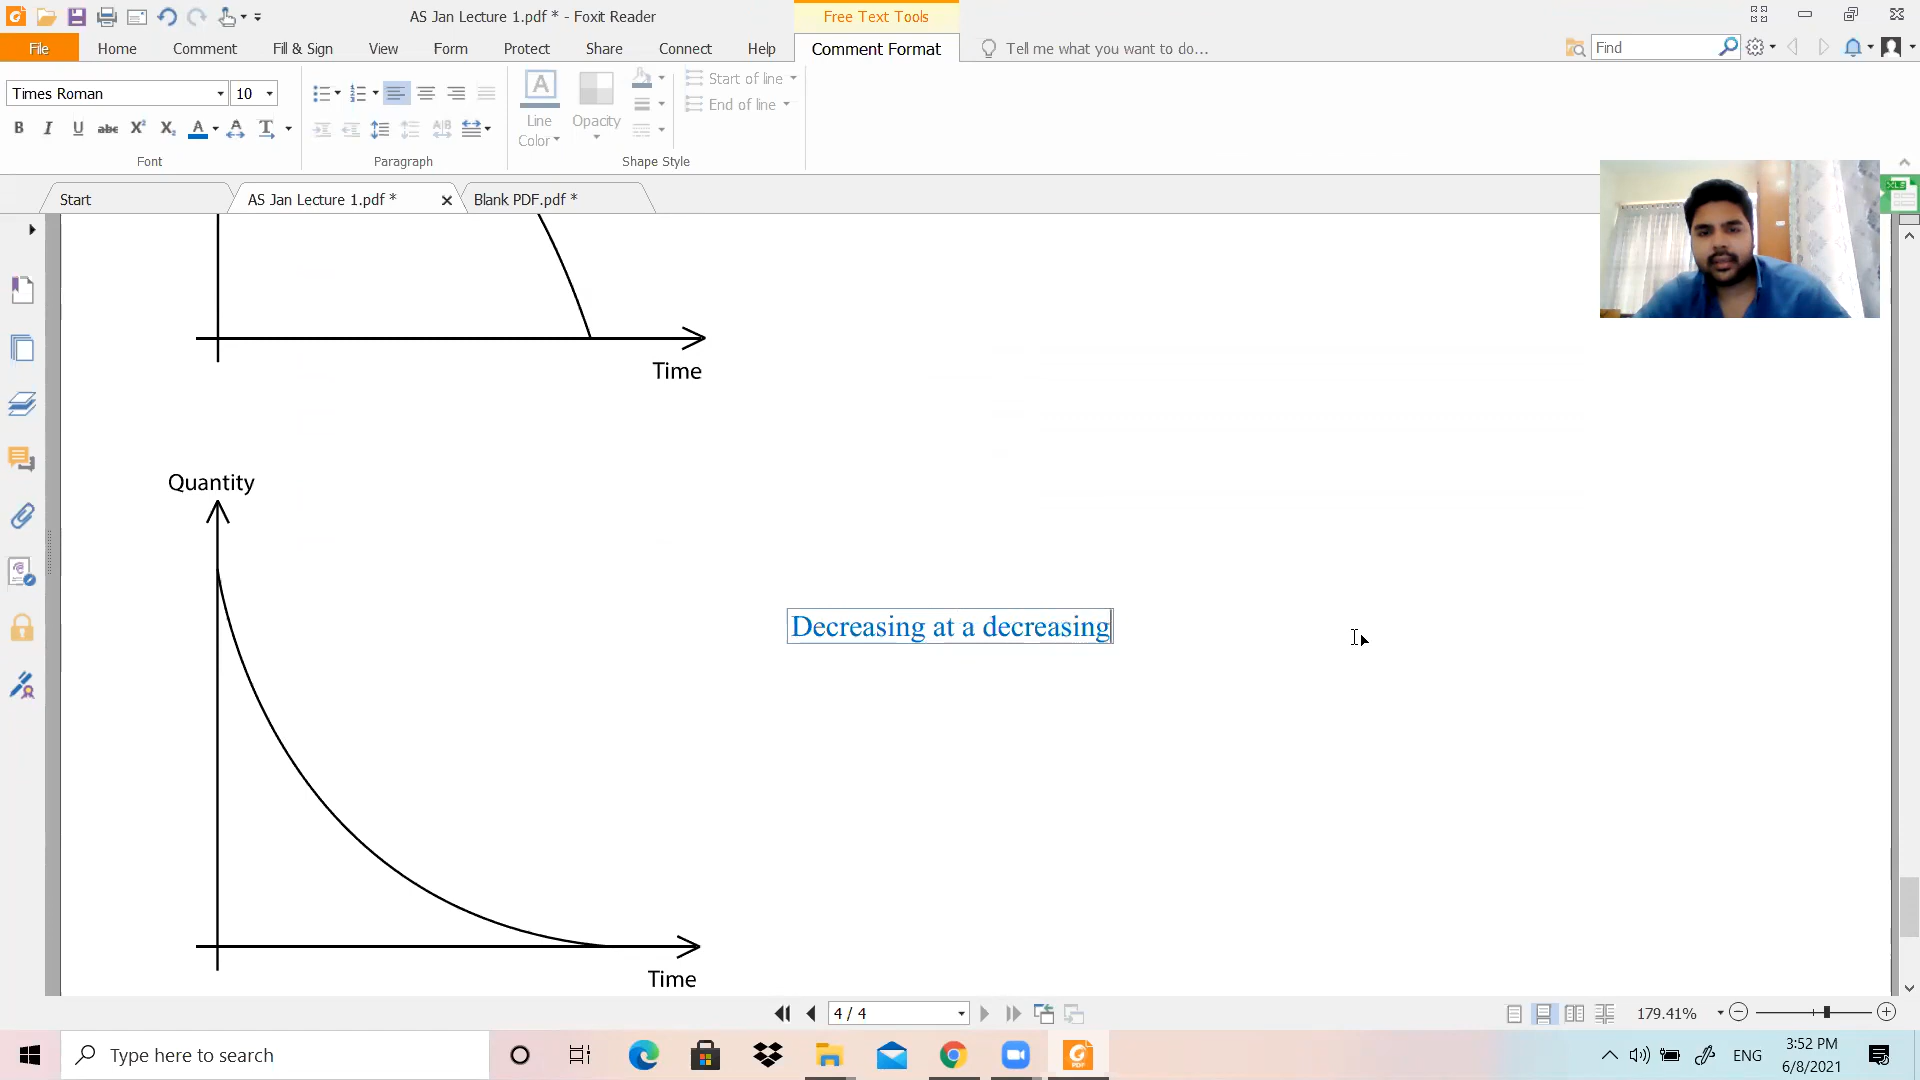 AS Jan Lecture 1.pdf * - Foxit Reader
Free Text Tools
File Home Comment Fill & Sign View Form Protect Share Connect Help Comment Format Tell me what you want to do... Find
Times Roman 10
Start of line
End of line
Line Color
Opacity
Font Paragraph Shape Style
Start AS Jan Lecture 1.pdf * Blank PDF.pdf *
Time
Quantity
Decreasing at a decreasing
Time
4 / 4
179.41%
Type here to search
ENG
3:52 PM
6/8/2021